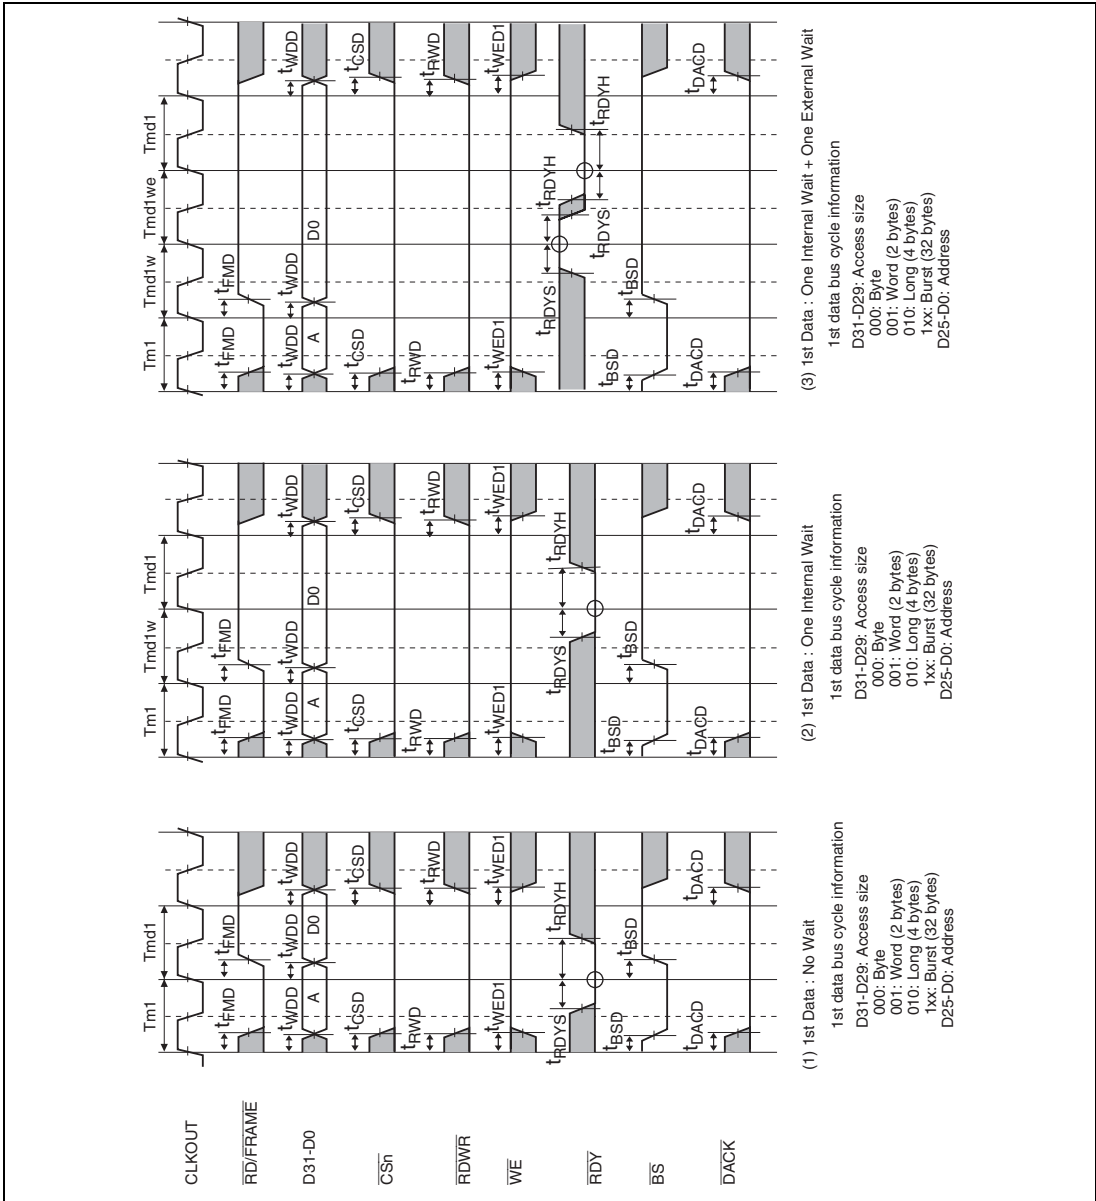 Tm1 Tmd1 Tm1 Tmd1w Tmd1 Tm1 Tmd1w Tmd1we Tmd1
CLKOUT
tFMD tFMD tFMD tFMD tFMD tFMD
RD/FRAME
tWDD tWDD tWDD tWDD tWDD tWDD tWDD tWDD tWDD
D31-D0 A D0 A D0 A D0
tCSD tCSD tCSD tCSD tCSD tCSD
CSn
tRWD tRWD tRWD tRWD tRWD tRWD
RDWR
tWED1 tWED1 tWED1 tWED1 tWED1 tWED1
WE
tRDYS tRDYH tRDYS tRDYH tRDYS tRDYH tRDYS tRDYH
RDY
tBSD tBSD tBSD tBSD tBSD tBSD
BS
tDACD tDACD tDACD tDACD tDACD tDACD
DACK
(1) 1st Data : No Wait
1st data bus cycle information
D31-D29: Access size
000: Byte
001: Word (2 bytes)
010: Long (4 bytes)
1xx: Burst (32 bytes)
D25-D0: Address
(2) 1st Data : One Internal Wait
1st data bus cycle information
D31-D29: Access size
000: Byte
001: Word (2 bytes)
010: Long (4 bytes)
1xx: Burst (32 bytes)
D25-D0: Address
(3) 1st Data : One Internal Wait + One External Wait
1st data bus cycle information
D31-D29: Access size
000: Byte
001: Word (2 bytes)
010: Long (4 bytes)
1xx: Burst (32 bytes)
D25-D0: Address